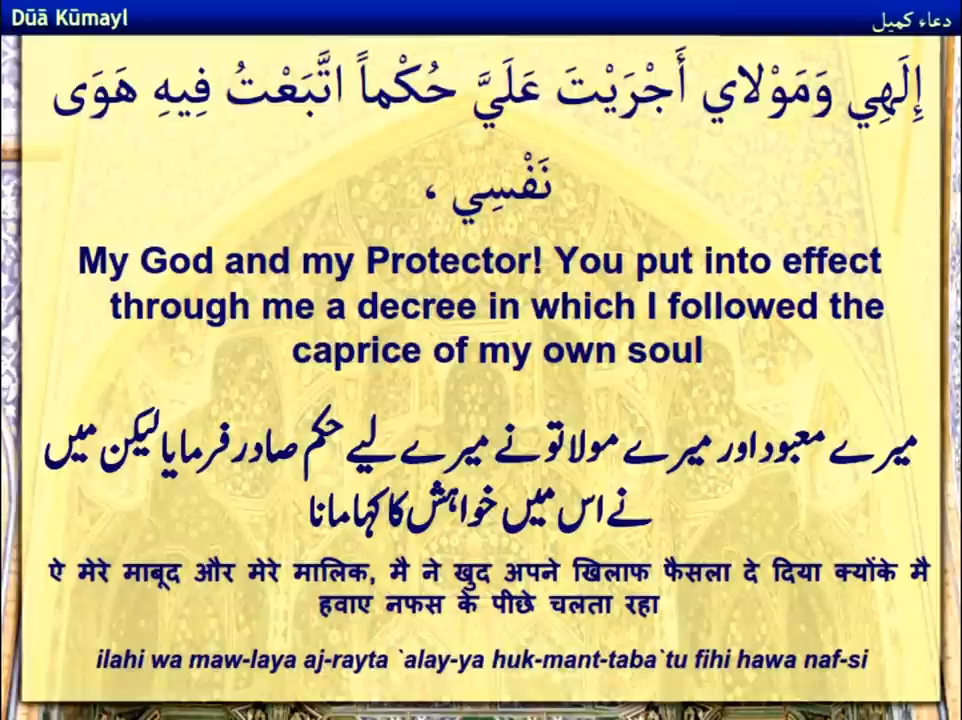 Dūā Kūmayl
دعاء كميل
إِلَهِي وَمَوْلاي أَجْرَيْتَ عَلَيَّ حُكْماً اتَّبَعْتُ فِيهِ هَوَى
نَفْسِي ،
My God and my Protector! You put into effect
through me a decree in which I followed the
caprice of my own soul
میرے معبود اور میرے مولا تو نے میرے لیے حکم صادر فرمایا لیکن میں
نے اس میں خواہش کا کہا مانا
ऐ मेरे माबूद और मेरे मालिक, मै ने खुद अपने खिलाफ फैसला दे दिया क्योंके मै
हवाए नफस के पीछे चलता रहा
ilahi wa maw-laya aj-rayta `alay-ya huk-mant-taba`tu fihi hawa naf-si